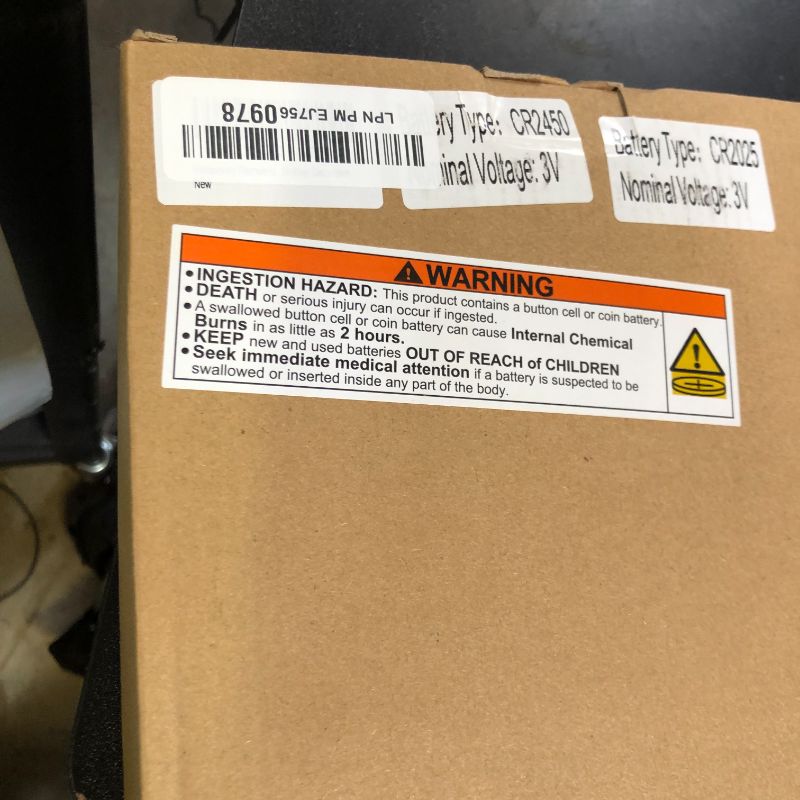 LPN PM EJ7560978
New
ry Type: CR2450
inal Voltage: 3V
Battery Type: CR2025
Nominal Voltage: 3V
WARNING
• INGESTION HAZARD: This product contains a button cell or coin battery.
• DEATH or serious injury can occur if ingested.
• A swallowed button cell or coin battery can cause Internal Chemical
Burns in as little as 2 hours.
• KEEP new and used batteries OUT OF REACH of CHILDREN
• Seek immediate medical attention if a battery is suspected to be
swallowed or inserted inside any part of the body.